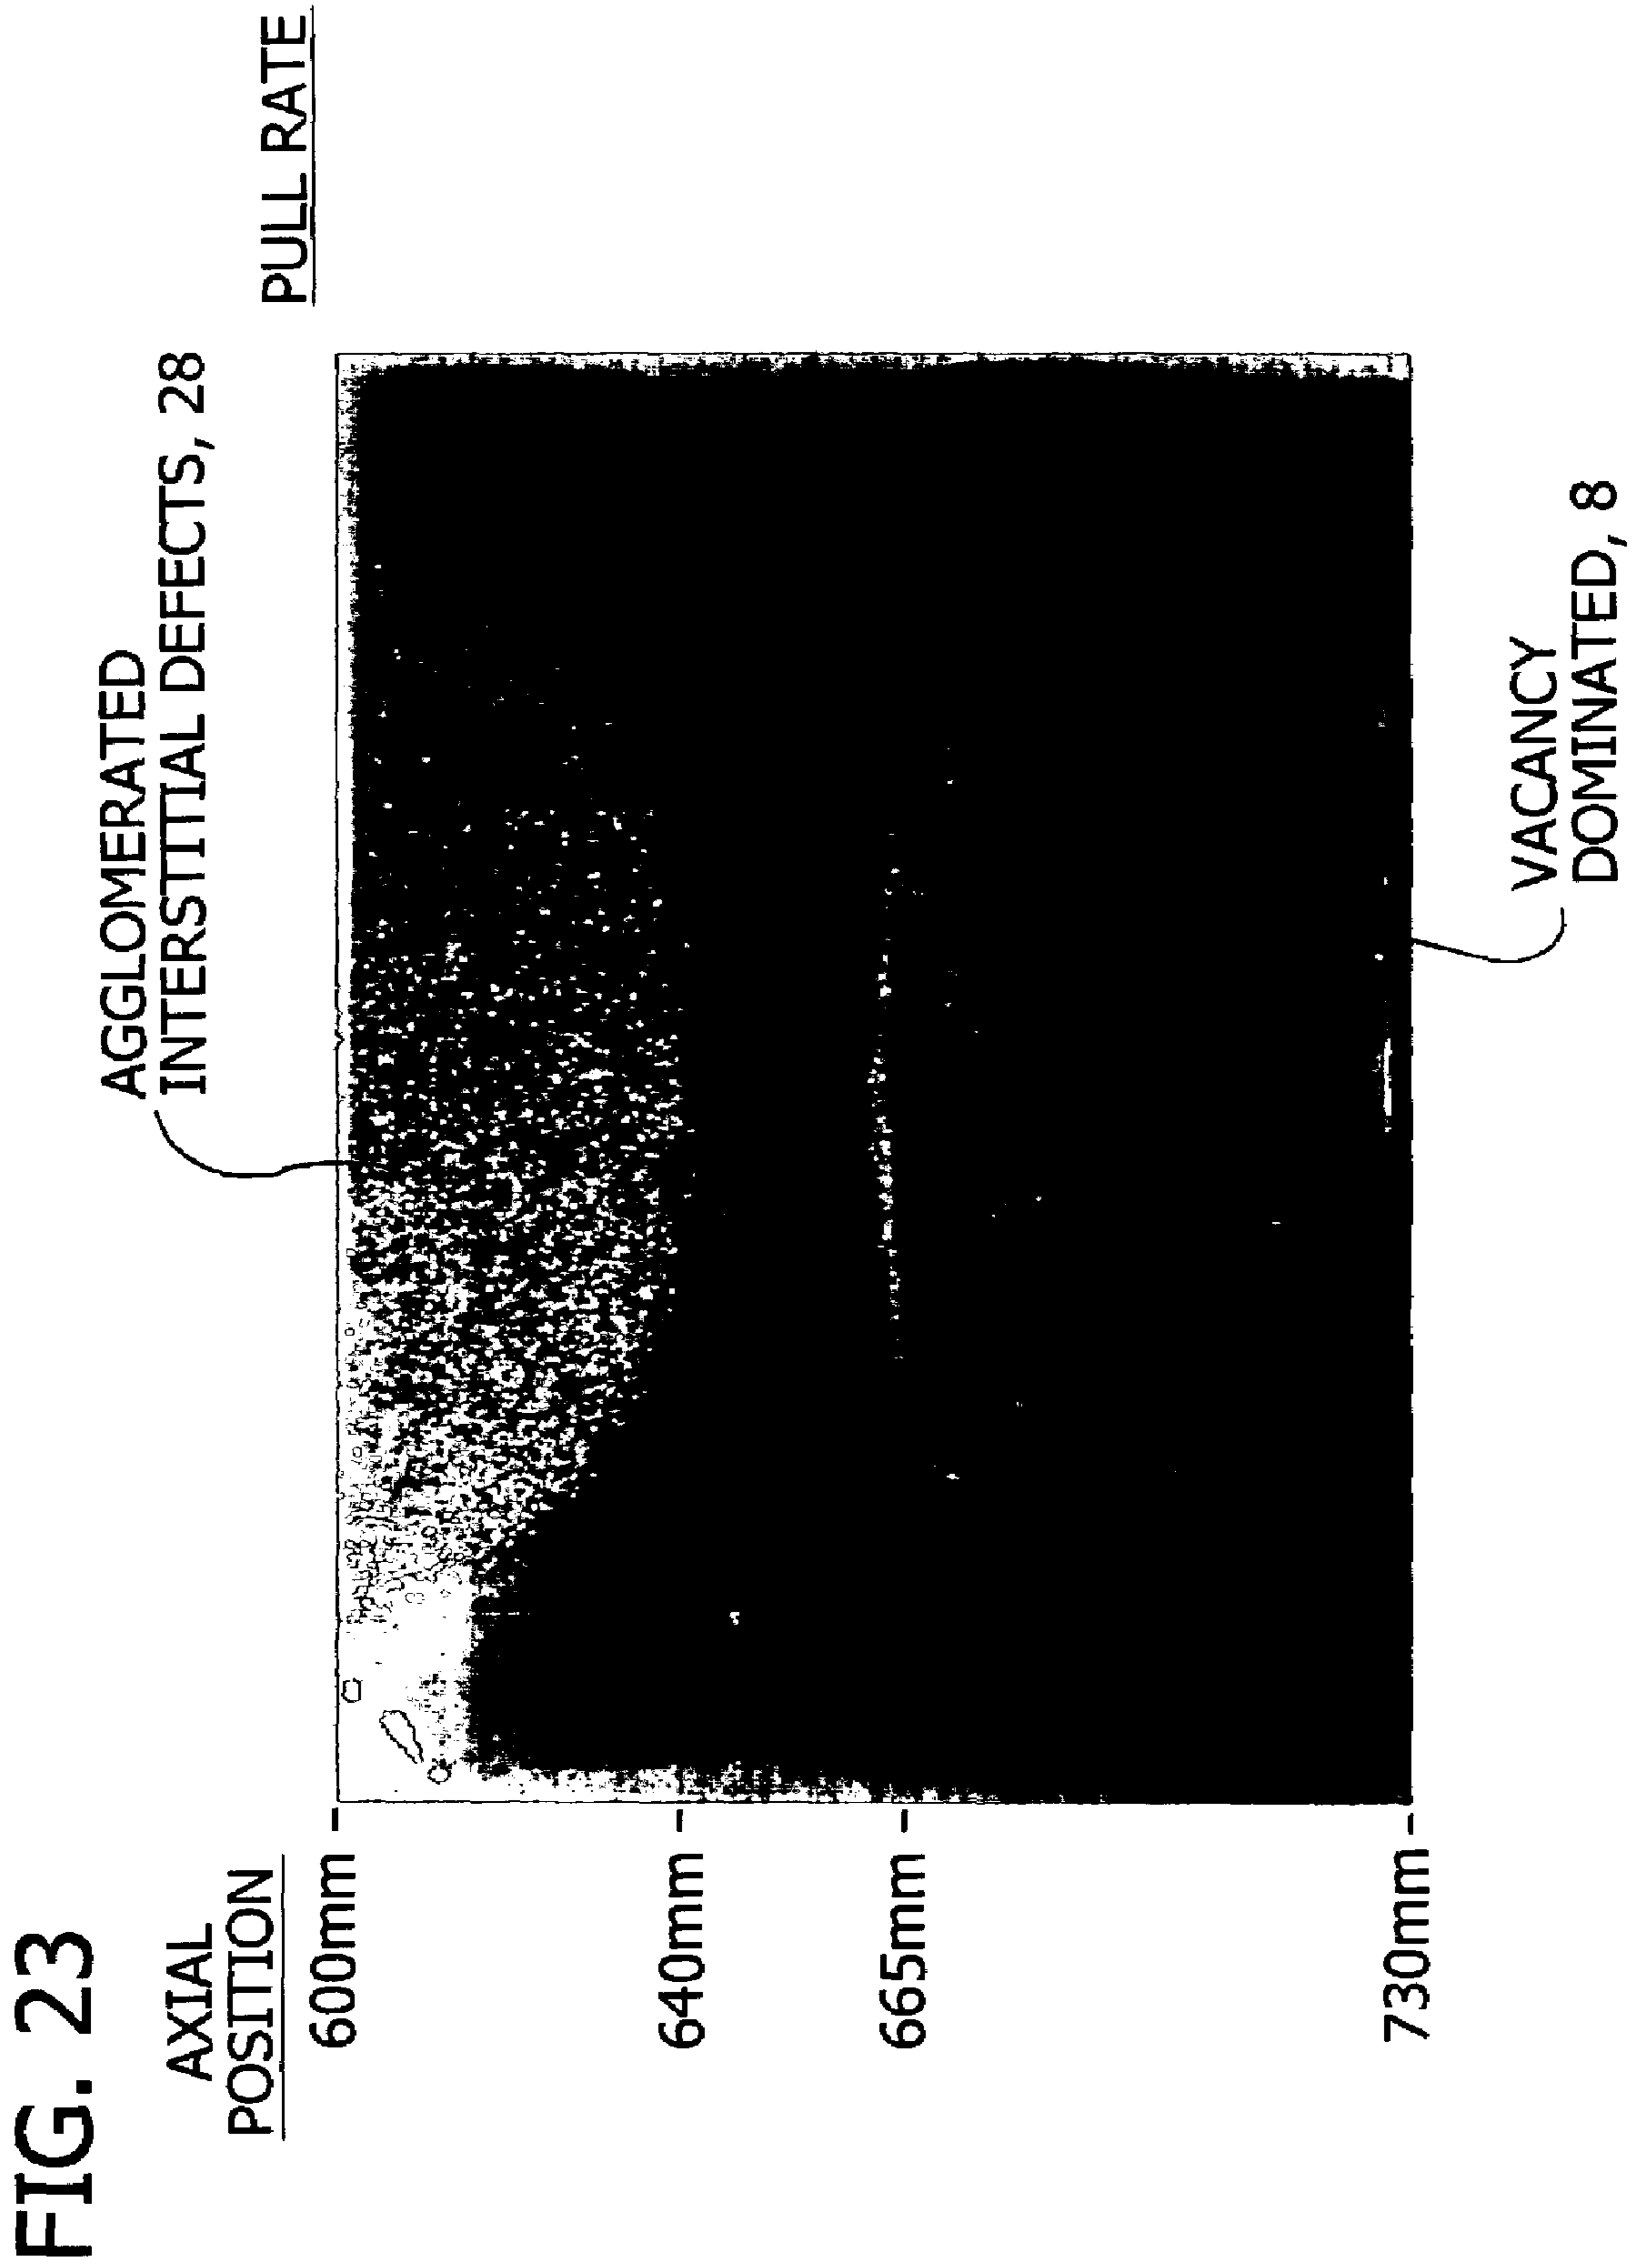 FIG. 23
AXIAL
POSITION
600mm
640mm
665mm
730mm
AGGLOMERATED
INTERSTITIAL DEFECTS, 28
PULL RATE
VACANCY
DOMINATED, 8